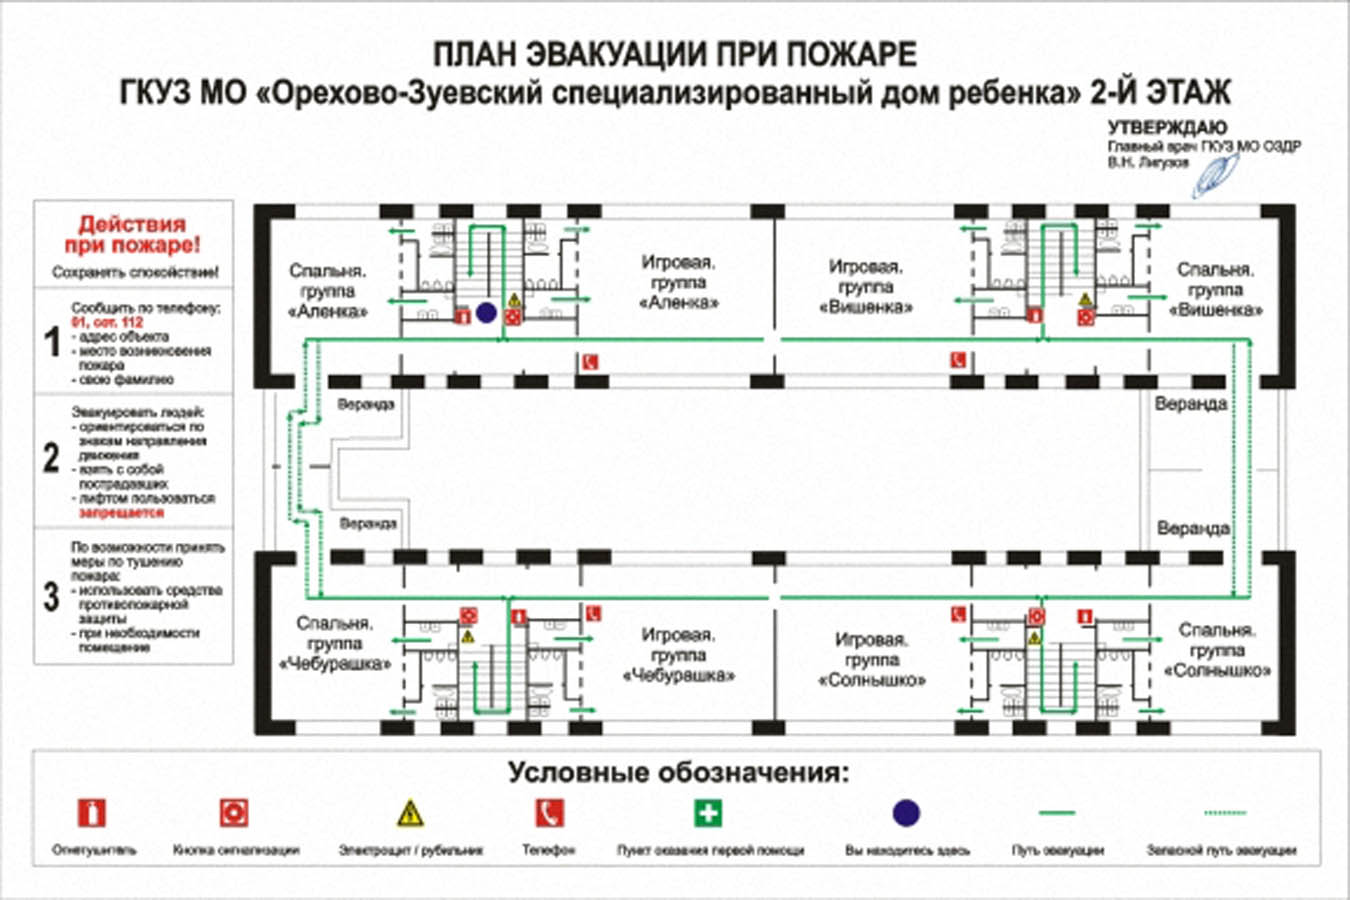 ПЛАН ЭВАКУАЦИИ ПРИ ПОЖАРЕ
ГКУЗ МО «Орехово-Зуевский специализированный дом ребенка» 2-Й ЭТАЖ
УТВЕРЖДАЮ
Главный врач ГКУЗ МО ОЗДР
В.Н. Лигузов
Действия
при пожаре!
Сохранять спокойствие!
1
Сообщить по телефону:
01, сот. 112
- адрес объекта
- место возникновения
пожара
- свою фамилию
2
Эвакуировать людей:
- ориентироваться по
знакам направления
движения
- взять с собой
пострадавших
- лифтом пользоваться
запрещается
3
По возможности принять
меры по тушению
пожара:
- использовать средства
противопожарной
защиты
- при необходимости
помещение
Спальня.
группа
«Аленка»
Игровая.
группа
«Аленка»
Игровая.
группа
«Вишенка»
Спальня.
группа
«Вишенка»
Веранда
Веранда
Веранда
Веранда
Спальня.
группа
«Чебурашка»
Игровая.
группа
«Чебурашка»
Игровая.
группа
«Солнышко»
Спальня.
группа
«Солнышко»
Условные обозначения:
Огнетушитель
Кнопка сигнализации
Электрощит / рубильник
Телефон
Пункт оказания первой помощи
Вы находитесь здесь
Путь эвакуации
Запасной путь эвакуации